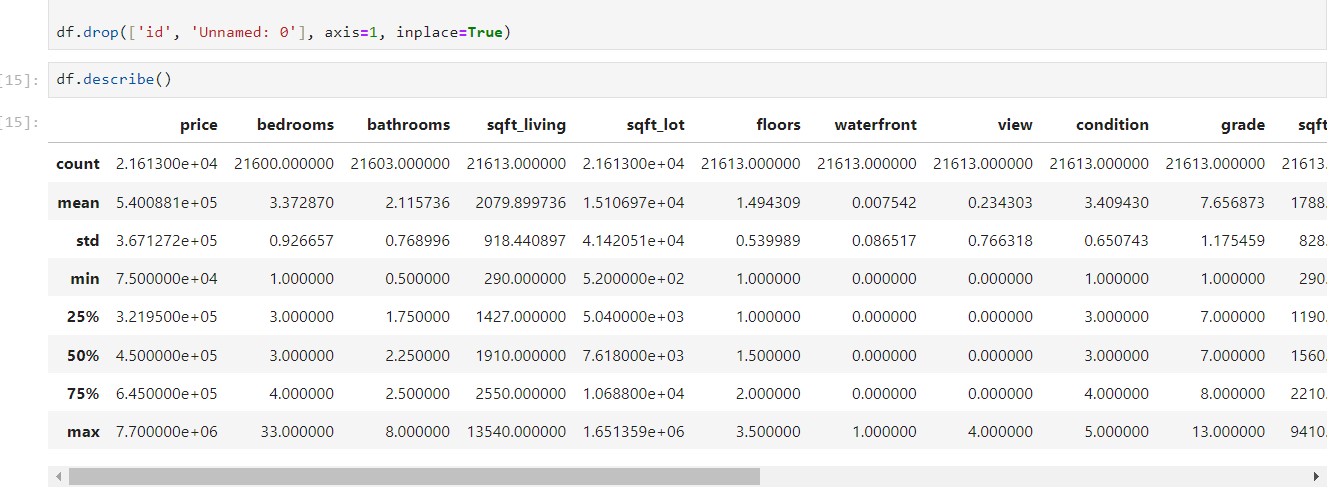 df.drop(['id', 'Unnamed: 0'], axis=1, inplace=True)
[15]: df.describe()
[15]:
price bedrooms bathrooms sqft_living sqft_lot floors waterfront view condition grade sqft
count 2.161300e+04 21600.000000 21603.000000 21613.000000 2.161300e+04 21613.000000 21613.000000 21613.000000 21613.000000 21613.000000 21613.
mean 5.400881e+05 3.372870 2.115736 2079.899736 1.510697e+04 1.494309 0.007542 0.234303 3.409430 7.656873 1788.
std 3.671272e+05 0.926657 0.768996 918.440897 4.142051e+04 0.539989 0.086517 0.766318 0.650743 1.175459 828.
min 7.500000e+04 1.000000 0.500000 290.000000 5.200000e+02 1.000000 0.000000 0.000000 1.000000 1.000000 290.
25% 3.219500e+05 3.000000 1.750000 1427.000000 5.040000e+03 1.000000 0.000000 0.000000 3.000000 7.000000 1190.
50% 4.500000e+05 3.000000 2.250000 1910.000000 7.618000e+03 1.500000 0.000000 0.000000 3.000000 7.000000 1560.
75% 6.450000e+05 4.000000 2.500000 2550.000000 1.068800e+04 2.000000 0.000000 0.000000 4.000000 8.000000 2210.
max 7.700000e+06 33.000000 8.000000 13540.000000 1.651359e+06 3.500000 1.000000 4.000000 5.000000 13.000000 9410.